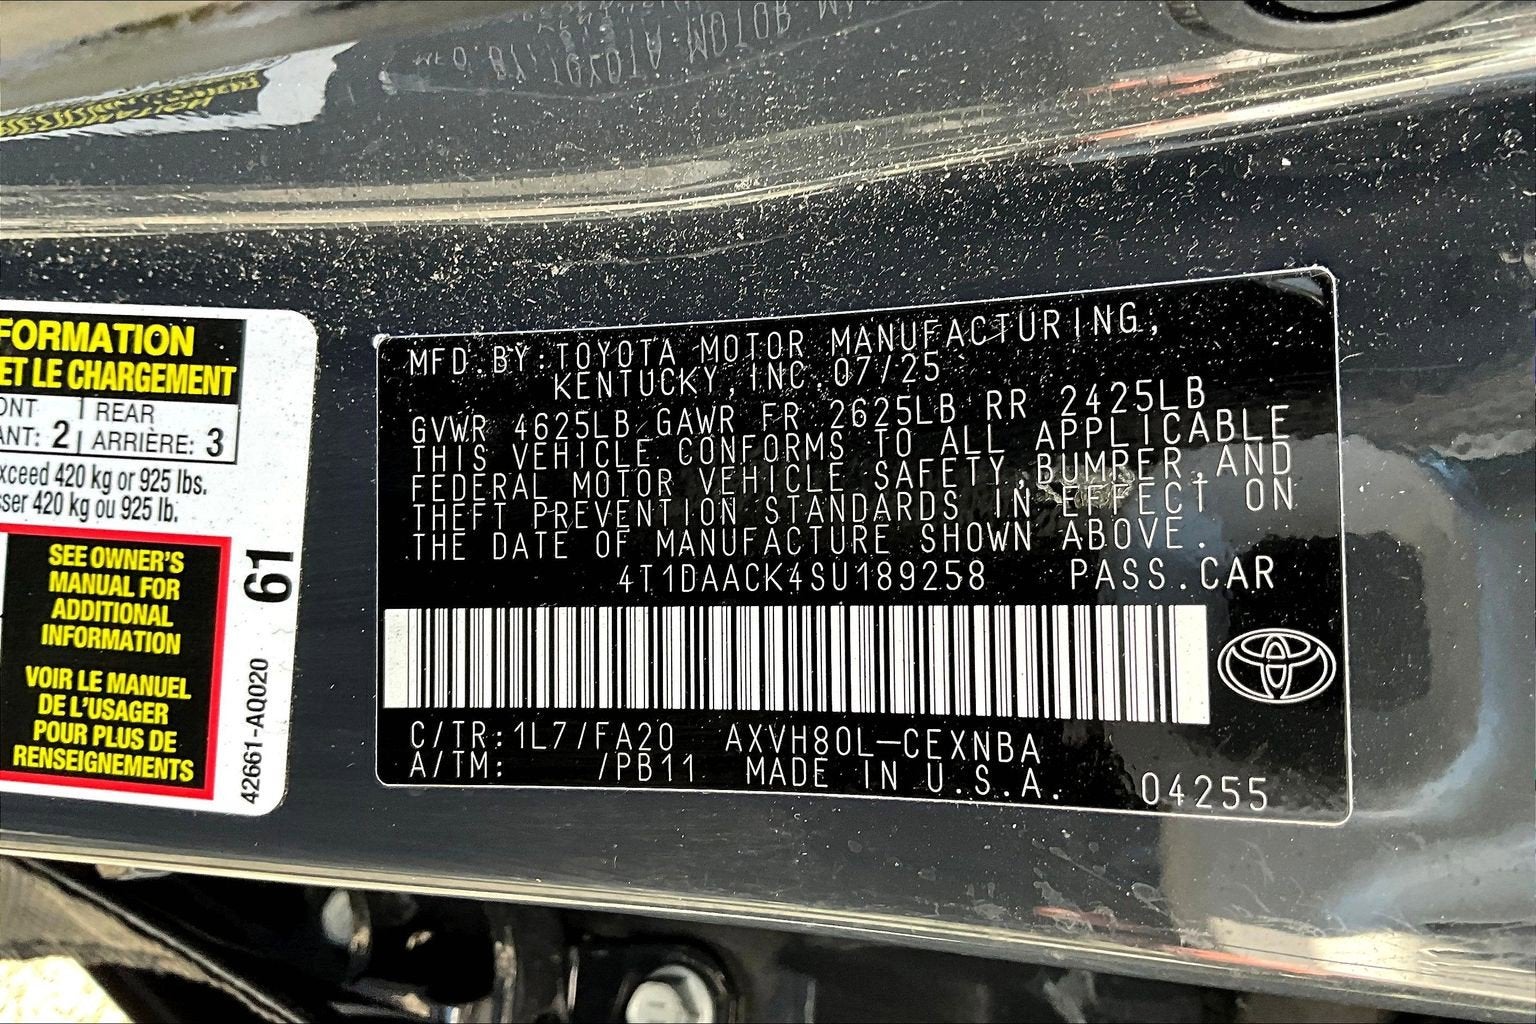 FORMATION
ET LE CHARGEMENT
REAR
ANT: 2 ARRIÈRE: 3
xceed 420 kg or 925 lbs.
sser 420 kg ou 925 lb.
SEE OWNER'S
MANUAL FOR
ADDITIONAL
INFORMATION
VOIR LE MANUEL
DE L'USAGER
POUR PLUS DE
RENSEIGNEMENTS
61
42661-AQ020
MFD.BY:TOYOTA MOTOR MANUFACTURING,
KENTUCKY,INC.07/25
GVWR 4625LB GAWR FR 2625LB RR 2425LB
THIS VEHICLE CONFORMS TO ALL APPLICABLE
FEDERAL MOTOR VEHICLE SAFETY,BUMPER,AND
THEFT PREVENTION STANDARDS IN EFFECT ON
THE DATE OF MANUFACTURE SHOWN ABOVE.
4T1DAACK4SU189258 PASS.CAR
C/TR:1L7/FA20 AXVH80L-CEXNBA
A/TM: /PB11 MADE IN U.S.A. 04255